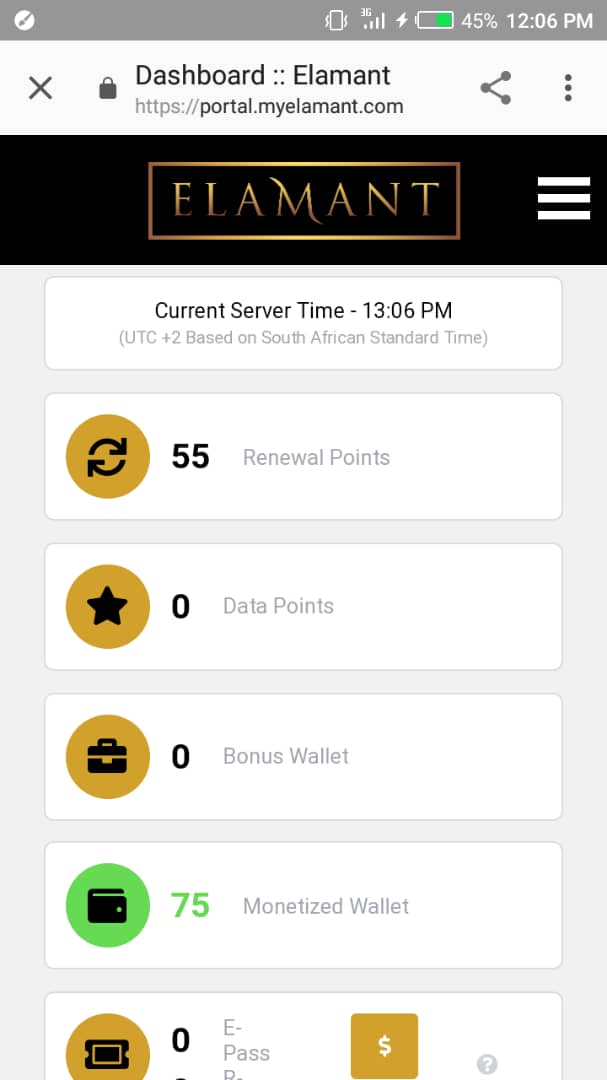 3G 45% 12:06 PM
Dashboard :: Elamant
https://portal.myelamant.com
ELAMANT
Current Server Time - 13:06 PM
(UTC +2 Based on South African Standard Time)
55 Renewal Points
0 Data Points
0 Bonus Wallet
75 Monetized Wallet
0 E-
Pass $ ?